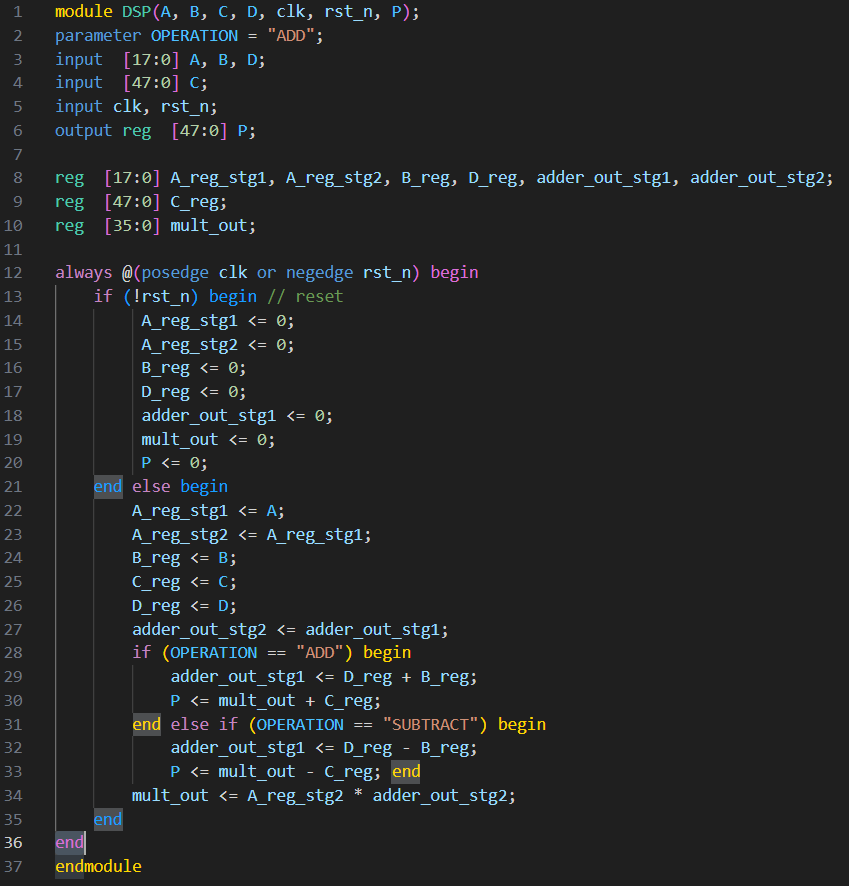 1 module DSP(A, B, C, D, clk, rst_n, P);
2 parameter OPERATION = "ADD";
3 input  [17:0] A, B, D;
4 input  [47:0] C;
5 input clk, rst_n;
6 output reg  [47:0] P;
7
8 reg  [17:0] A_reg_stg1, A_reg_stg2, B_reg, D_reg, adder_out_stg1, adder_out_stg2;
9 reg  [47:0] C_reg;
10 reg  [35:0] mult_out;
11
12 always @(posedge clk or negedge rst_n) begin
13     if (!rst_n) begin // reset
14          A_reg_stg1 <= 0;
15          A_reg_stg2 <= 0;
16          B_reg <= 0;
17          D_reg <= 0;
18          adder_out_stg1 <= 0;
19          mult_out <= 0;
20          P <= 0;
21     end else begin
22         A_reg_stg1 <= A;
23         A_reg_stg2 <= A_reg_stg1;
24         B_reg <= B;
25         C_reg <= C;
26         D_reg <= D;
27         adder_out_stg2 <= adder_out_stg1;
28         if (OPERATION == "ADD") begin
29             adder_out_stg1 <= D_reg + B_reg;
30             P <= mult_out + C_reg;
31         end else if (OPERATION == "SUBTRACT") begin
32             adder_out_stg1 <= D_reg - B_reg;
33             P <= mult_out - C_reg; end
34         mult_out <= A_reg_stg2 * adder_out_stg2;
35     end
36 end
37 endmodule